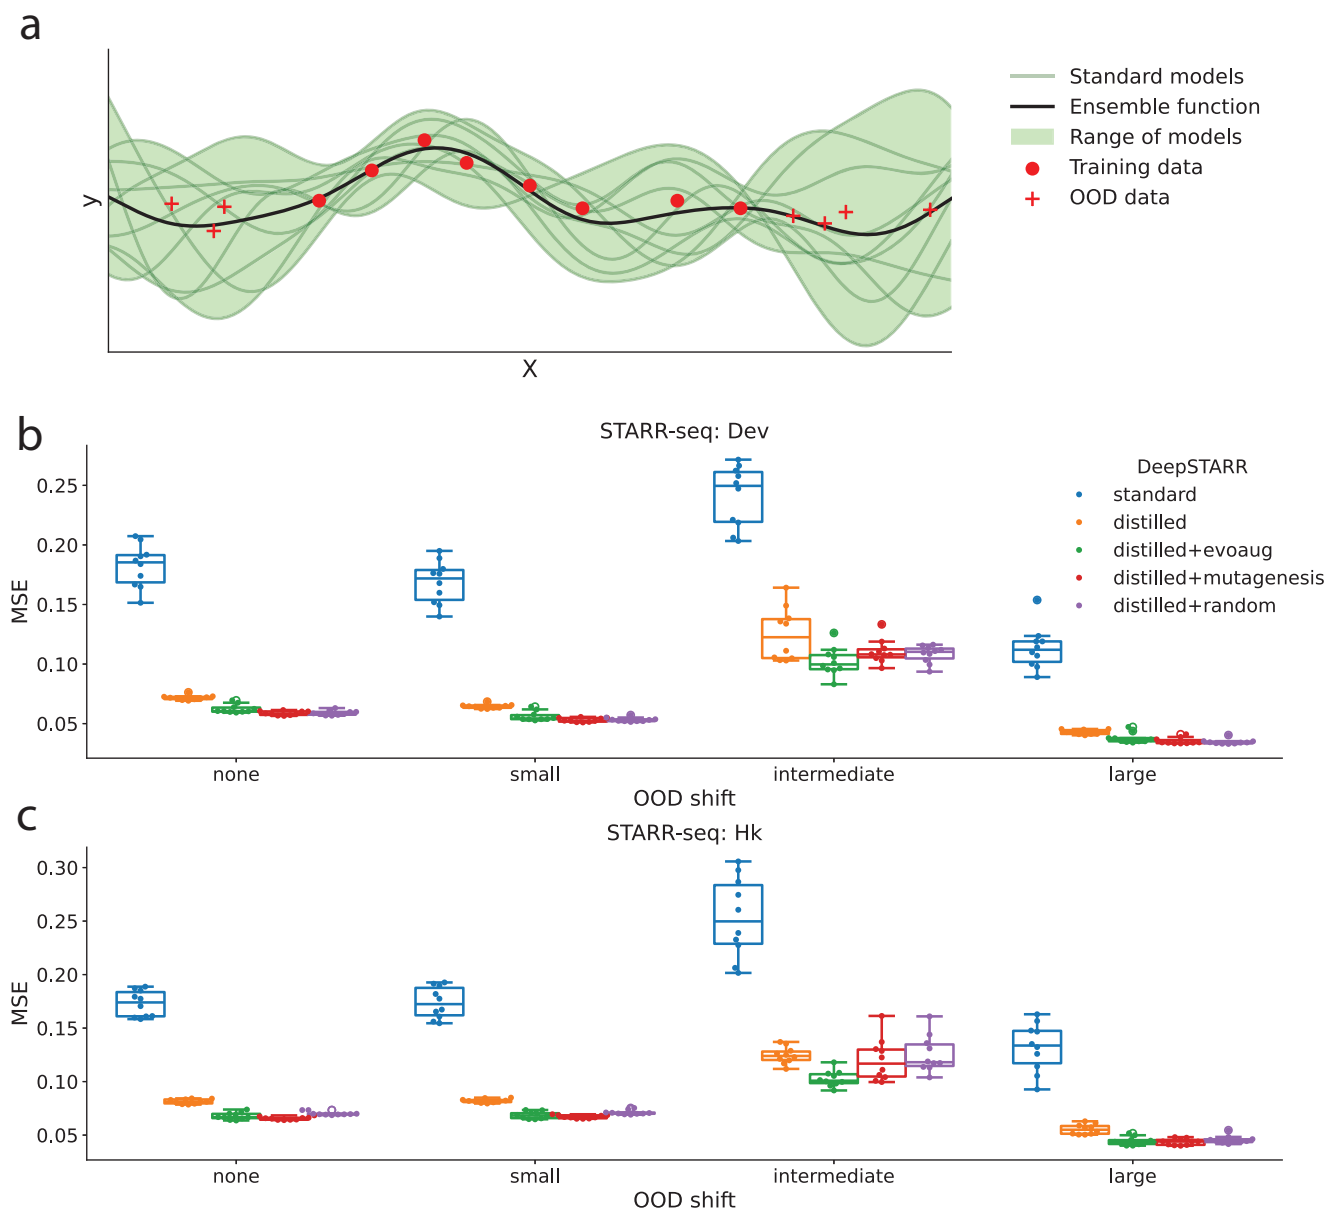 a
y
X
Standard models
Ensemble function
Range of models
Training data
OOD data
b
STARR-seq: Dev
MSE
0.25
0.20
0.15
0.10
0.05
none small intermediate large
OOD shift
DeepSTARR
standard
distilled
distilled+evoaug
distilled+mutagenesis
distilled+random
c
STARR-seq: Hk
MSE
0.30
0.25
0.20
0.15
0.10
0.05
none small intermediate large
OOD shift